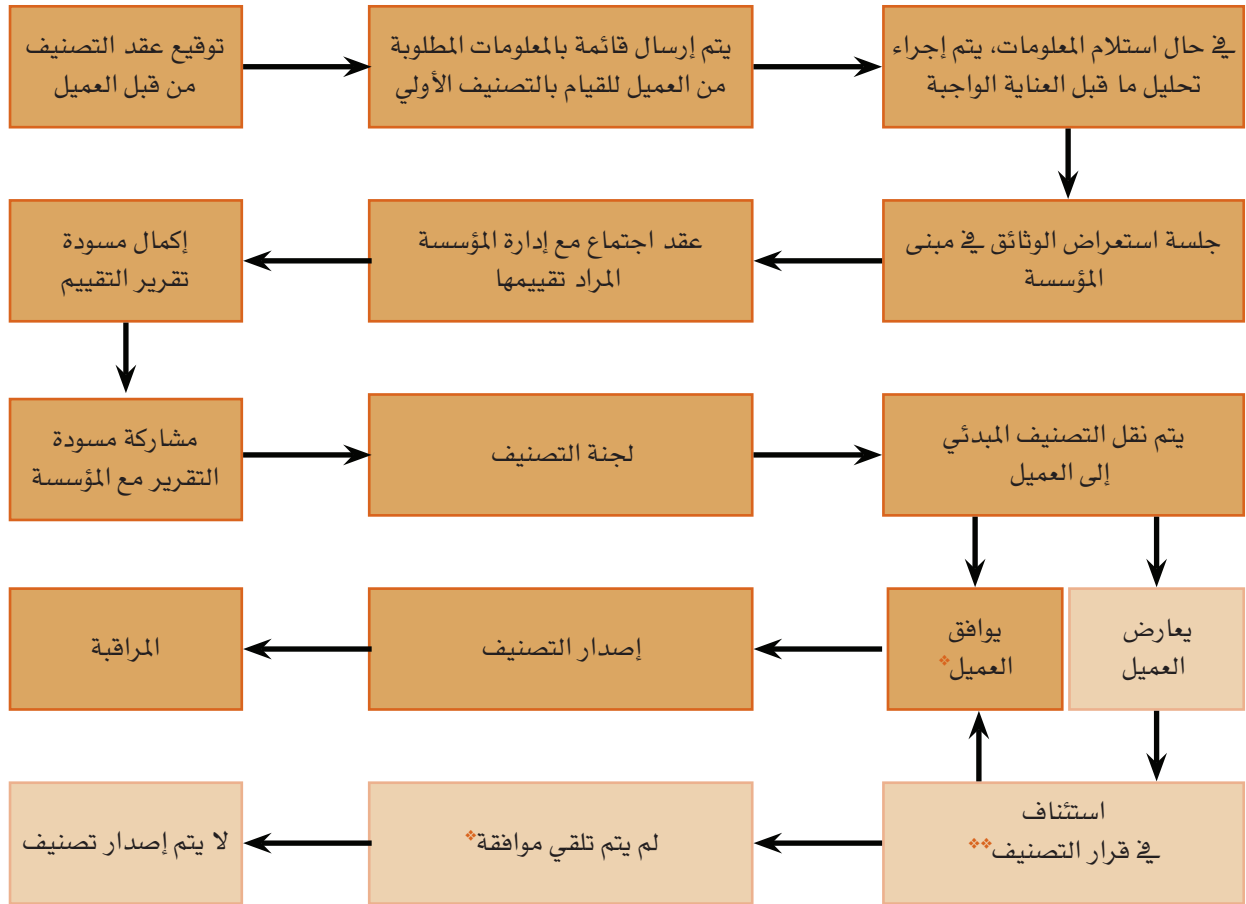 توقيع عقد التصنيف
من قبل العميل
يتم إرسال قائمة بالمعلومات المطلوبة
من العميل للقيام بالتصنيف الأولي
في حال استلام المعلومات، يتم إجراء
تحليل ما قبل العناية الواجبة
جلسة استعراض الوثائق في مبنى
المؤسسة
عقد اجتماع مع إدارة المؤسسة
المراد تقييمها
إكمال مسودة
تقرير التقييم
مشاركة مسودة
التقرير مع المؤسسة
لجنة التصنيف
يتم نقل التصنيف المبدئي
إلى العميل
يعارض
العميل
يوافق
العميل❖
إصدار التصنيف
المراقبة
استئناف
في قرار التصنيف❖❖
لم يتم تلقي موافقة❖
لا يتم إصدار تصنيف